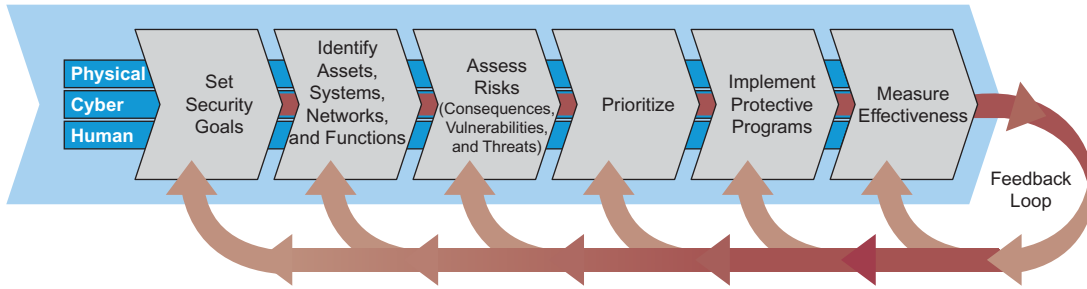 Physical
Cyber
Human
Set
Security
Goals
Identify
Assets,
Systems,
Networks,
and Functions
Assess
Risks
(Consequences,
Vulnerabilities,
and Threats)
Prioritize
Implement
Protective
Programs
Measure
Effectiveness
Feedback
Loop